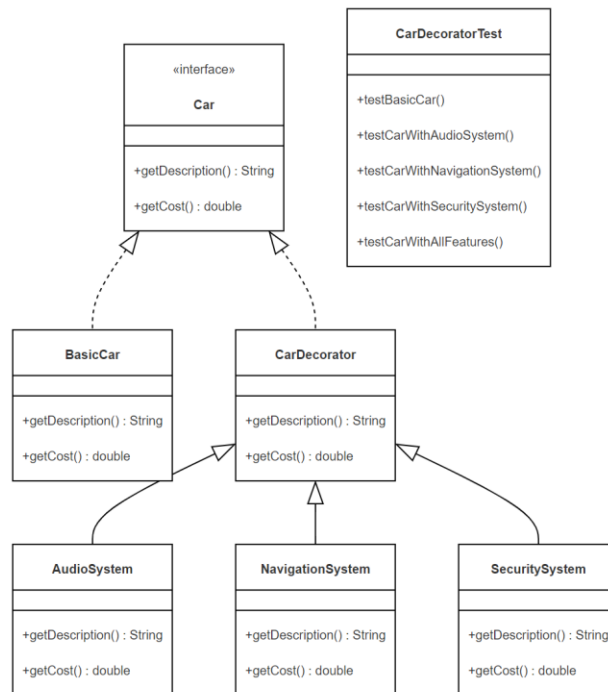 «interface»
Car
+getDescription() : String
+getCost() : double
CarDecoratorTest
+testBasicCar()
+testCarWithAudioSystem()
+testCarWithNavigationSystem()
+testCarWithSecuritySystem()
+testCarWithAllFeatures()
BasicCar
+getDescription() : String
+getCost() : double
CarDecorator
+getDescription() : String
+getCost() : double
AudioSystem
+getDescription() : String
+getCost() : double
NavigationSystem
+getDescription() : String
+getCost() : double
SecuritySystem
+getDescription() : String
+getCost() : double